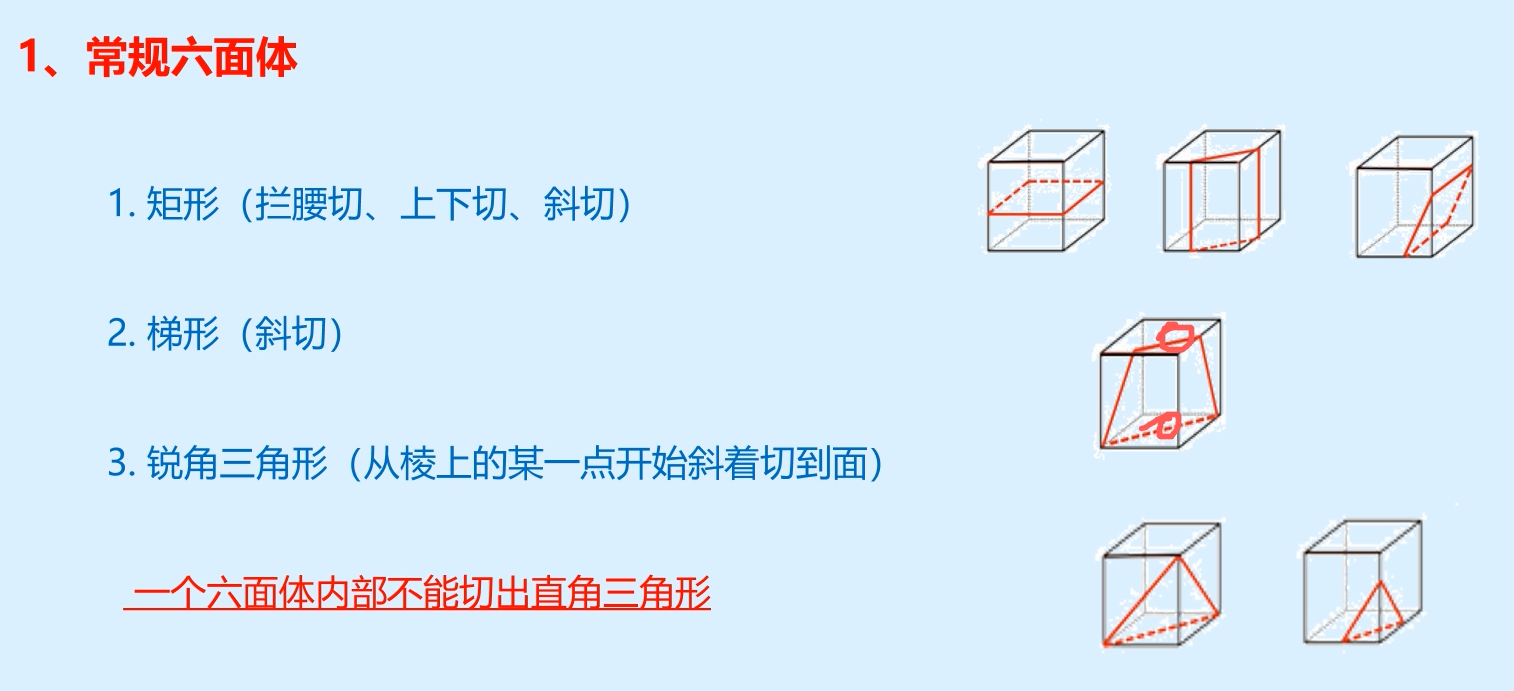 1、常规六面体
1. 矩形（拦腰切、上下切、斜切）
2. 梯形（斜切）
3. 锐角三角形（从棱上的某一点开始斜着切到面）
一个六面体内部不能切出直角三角形